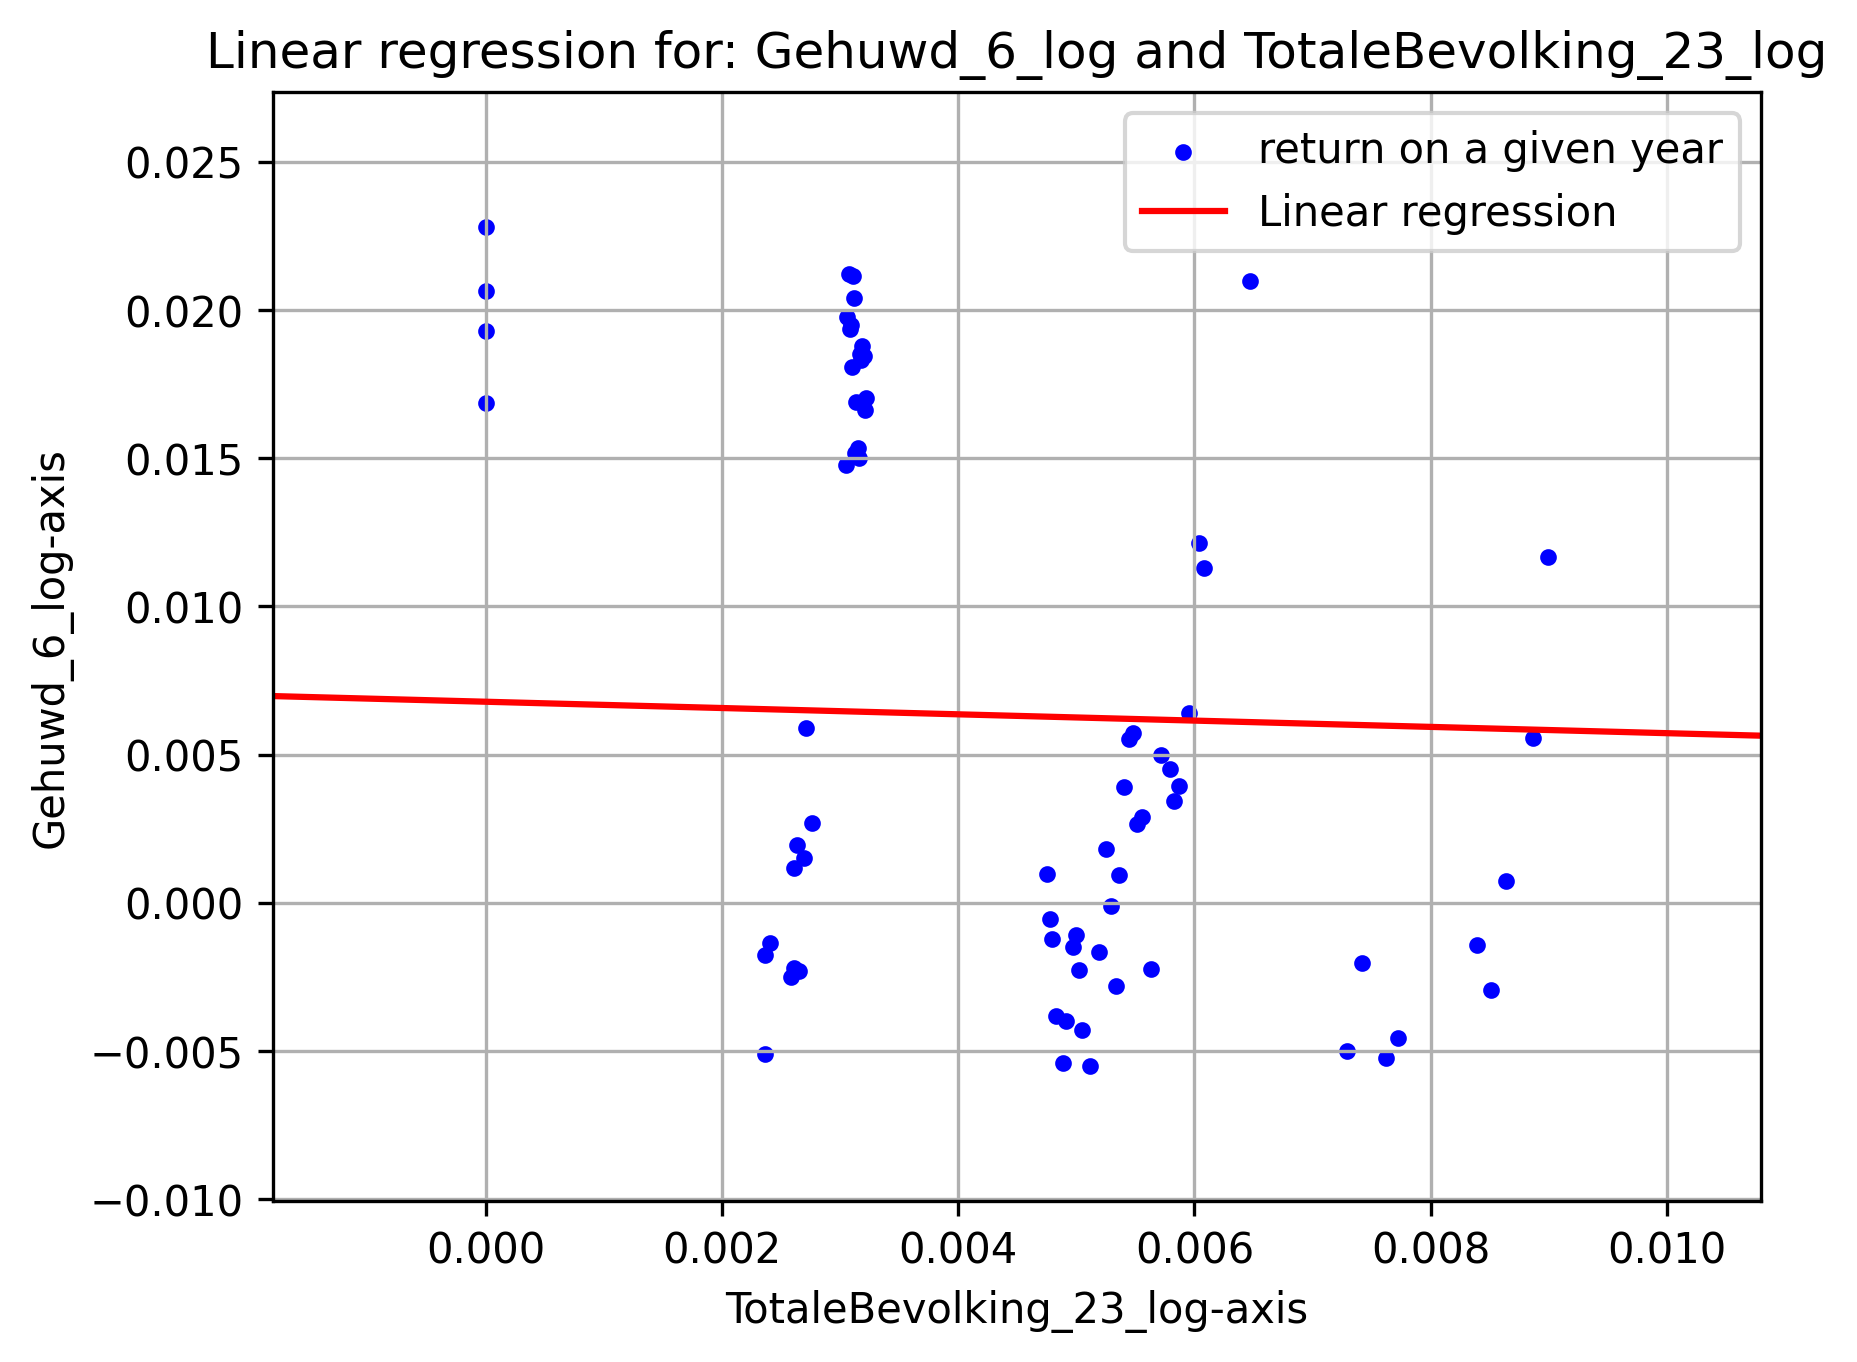 Linear regression for: Gehuwd_6_log and TotaleBevolking_23_log
return on a given year
Linear regression
Gehuwd_6_log-axis
0.025
0.020
0.015
0.010
0.005
0.000
−0.005
−0.010
0.000 0.002 0.004 0.006 0.008 0.010
TotaleBevolking_23_log-axis